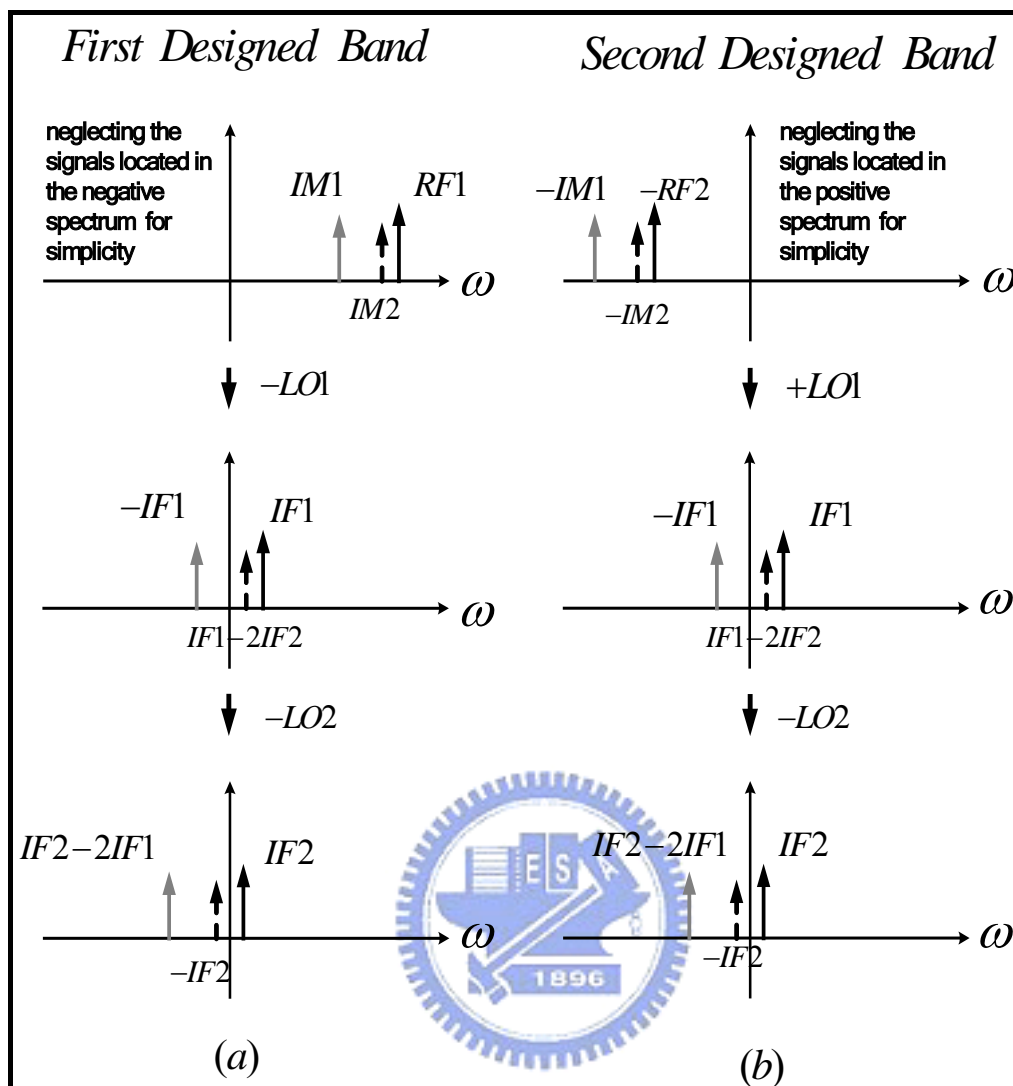 First Designed Band
Second Designed Band
neglecting the
signals located in
the negative
spectrum for
simplicity
IM1
RF1
IM2
ω
−IM1
−RF2
−IM2
neglecting the
signals located in
the positive
spectrum for
simplicity
ω
−LO1
+LO1
−IF1
IF1
IF1−2IF2
ω
−IF1
IF1
IF1−2IF2
ω
−LO2
−LO2
IF2−2IF1
IF2
−IF2
ω
IF2−2IF1
IF2
−IF2
ω
E S
A
1896
(a)
(b)